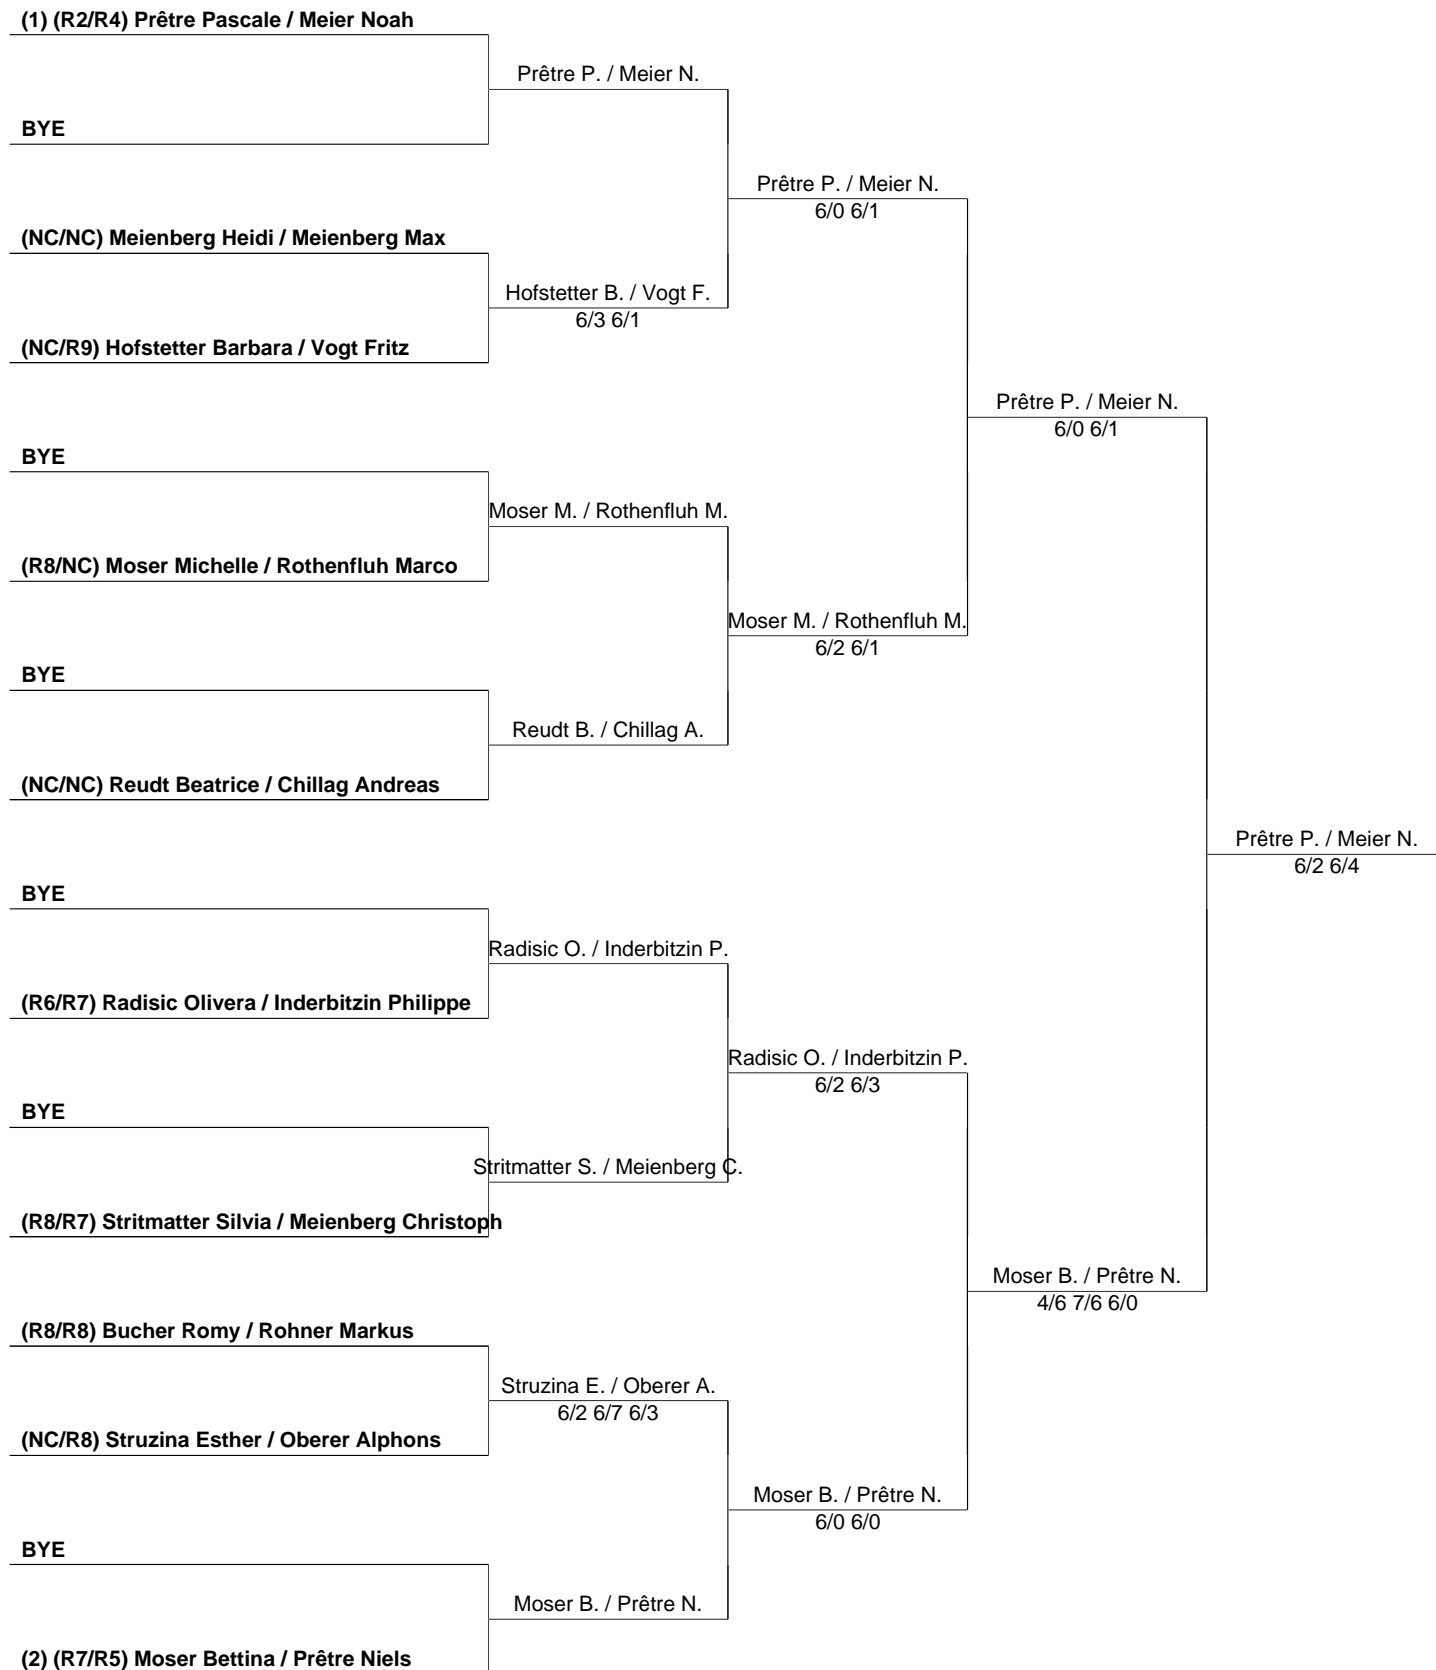 (1) (R2/R4) Prêtre Pascale / Meier Noah
Prêtre P. / Meier N.
BYE
Prêtre P. / Meier N.
6/0 6/1
(NC/NC) Meienberg Heidi / Meienberg Max
Hofstetter B. / Vogt F.
6/3 6/1
(NC/R9) Hofstetter Barbara / Vogt Fritz
Prêtre P. / Meier N.
6/0 6/1
BYE
Moser M. / Rothenfluh M.
(R8/NC) Moser Michelle / Rothenfluh Marco
Moser M. / Rothenfluh M.
6/2 6/1
BYE
Reudt B. / Chillag A.
(NC/NC) Reudt Beatrice / Chillag Andreas
Prêtre P. / Meier N.
6/2 6/4
BYE
Radisic O. / Inderbitzin P.
(R6/R7) Radisic Olivera / Inderbitzin Philippe
Radisic O. / Inderbitzin P.
6/2 6/3
BYE
Stritmatter S. / Meienberg C.
(R8/R7) Stritmatter Silvia / Meienberg Christoph
Moser B. / Prêtre N.
4/6 7/6 6/0
(R8/R8) Bucher Romy / Rohner Markus
Struzina E. / Oberer A.
6/2 6/7 6/3
(NC/R8) Struzina Esther / Oberer Alphons
Moser B. / Prêtre N.
6/0 6/0
BYE
Moser B. / Prêtre N.
(2) (R7/R5) Moser Bettina / Prêtre Niels